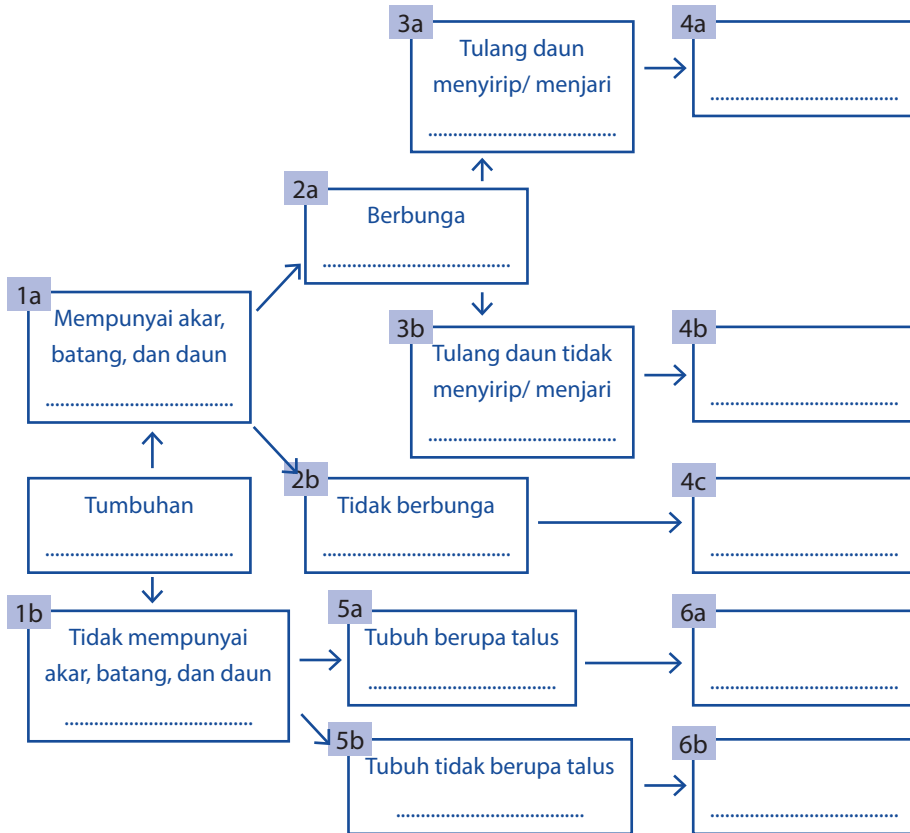 3a
Tulang daun
menyirip/ menjari
....................................
4a
....................................
2a
Berbunga
....................................
1a
Mempunyai akar,
batang, dan daun
....................................
3b
Tulang daun tidak
menyirip/ menjari
....................................
4b
....................................
Tumbuhan
....................................
2b
Tidak berbunga
....................................
4c
....................................
1b
Tidak mempunyai
akar, batang, dan daun
....................................
5a
Tubuh berupa talus
....................................
6a
....................................
5b
Tubuh tidak berupa talus
....................................
6b
....................................